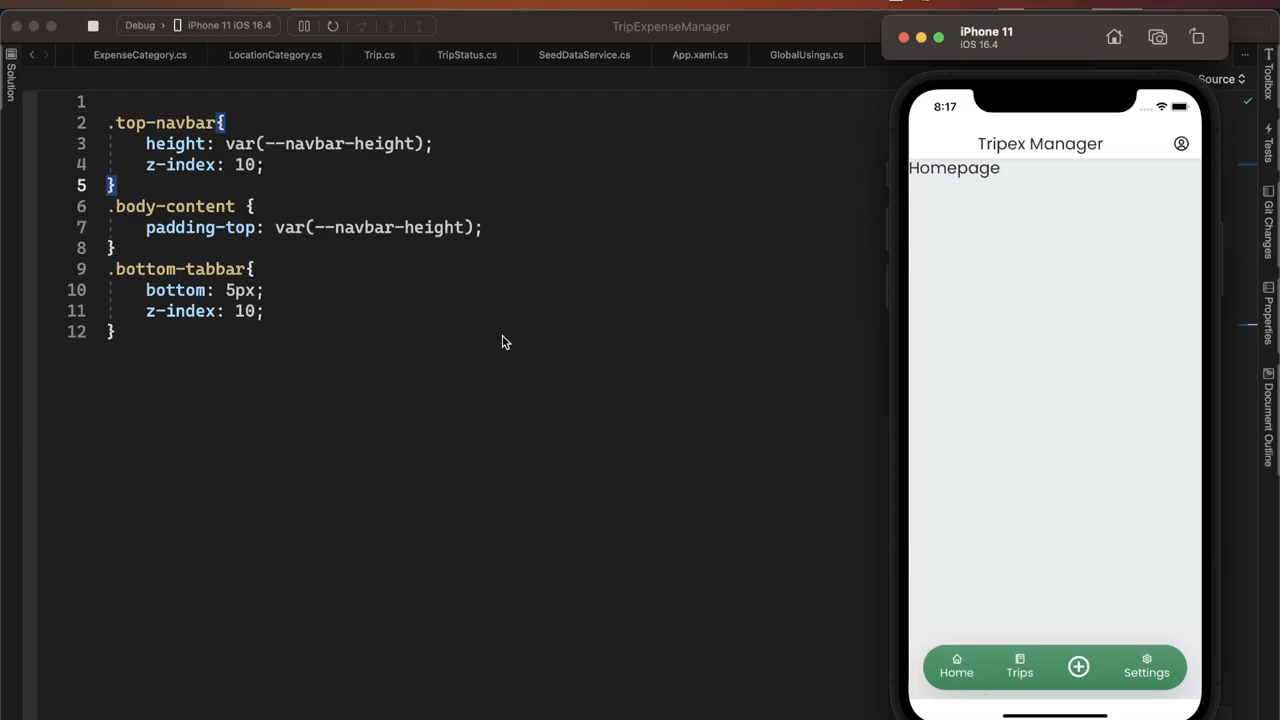 Debug > iPhone 11 iOS 16.4
TripExpenseManager
ExpenseCategory.cs
LocationCategory.cs
Trip.cs
TripStatus.cs
SeedDataService.cs
App.xaml.cs
GlobalUsings.cs
Source
Solution
Toolbox
Tests
Git Changes
Properties
Document Outline
1
2 .top-navbar{
3 height: var(--navbar-height);
4 z-index: 10;
5 }
6 .body-content {
7 padding-top: var(--navbar-height);
8 }
9 .bottom-tabbar{
10 bottom: 5px;
11 z-index: 10;
12 }
iPhone 11
iOS 16.4
8:17
Tripex Manager
Homepage
Home
Trips
Settings